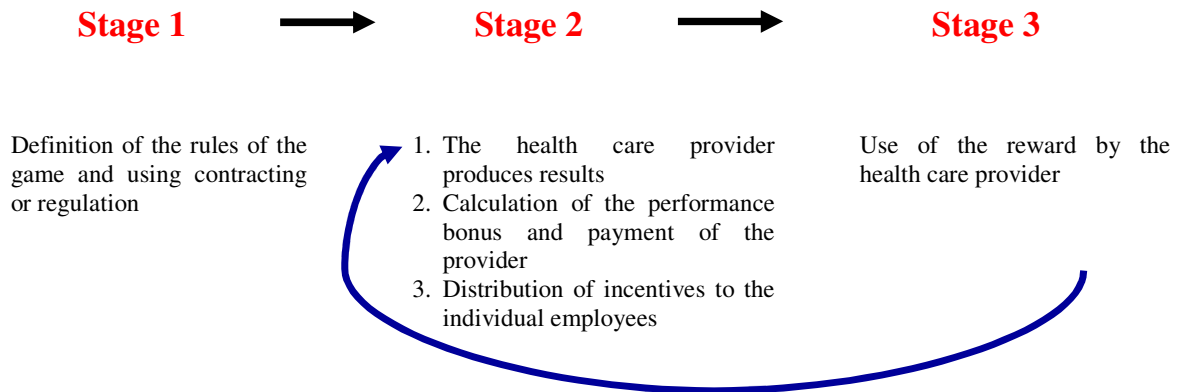 Stage 1
Stage 2
Stage 3
Definition of the rules of the
game and using contracting
or regulation
1. The health care provider
produces results
2. Calculation of the performance
bonus and payment of the
provider
3. Distribution of incentives to the
individual employees
Use of the reward by the
health care provider